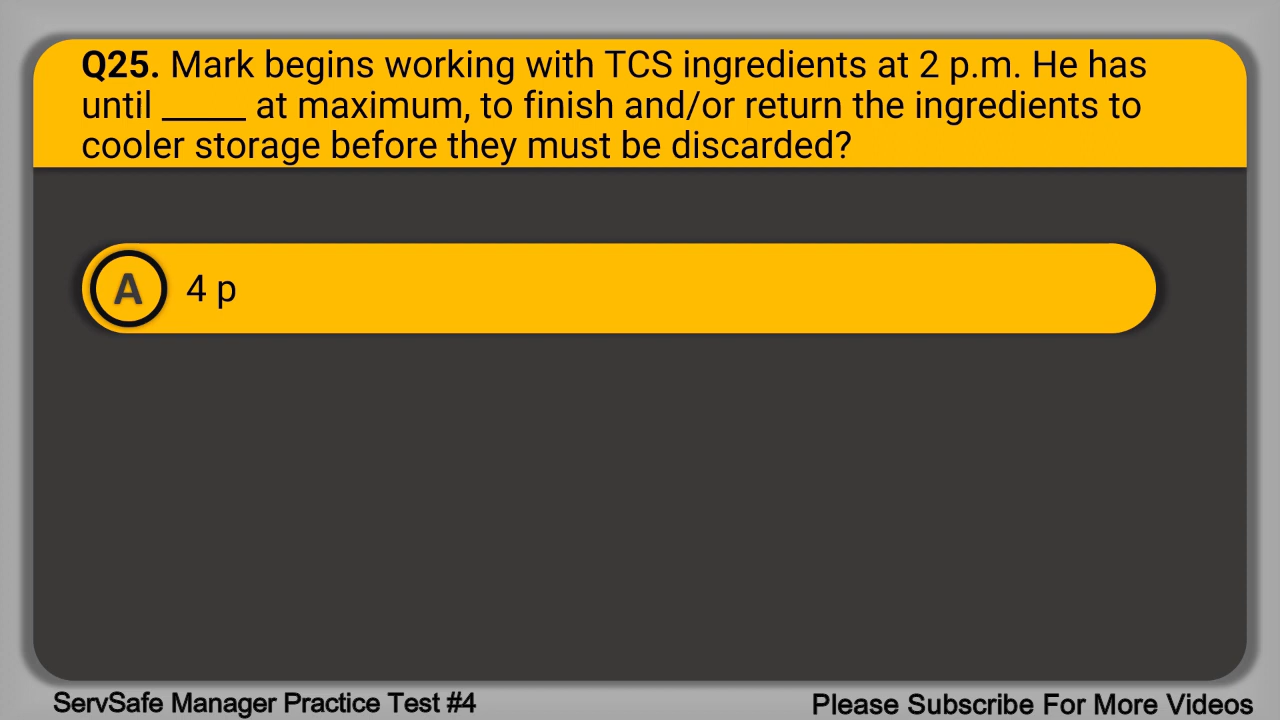 Q25. Mark begins working with TCS ingredients at 2 p.m. He has
until _____ at maximum, to finish and/or return the ingredients to
cooler storage before they must be discarded?
A 4 p
ServSafe Manager Practice Test #4
Please Subscribe For More Videos